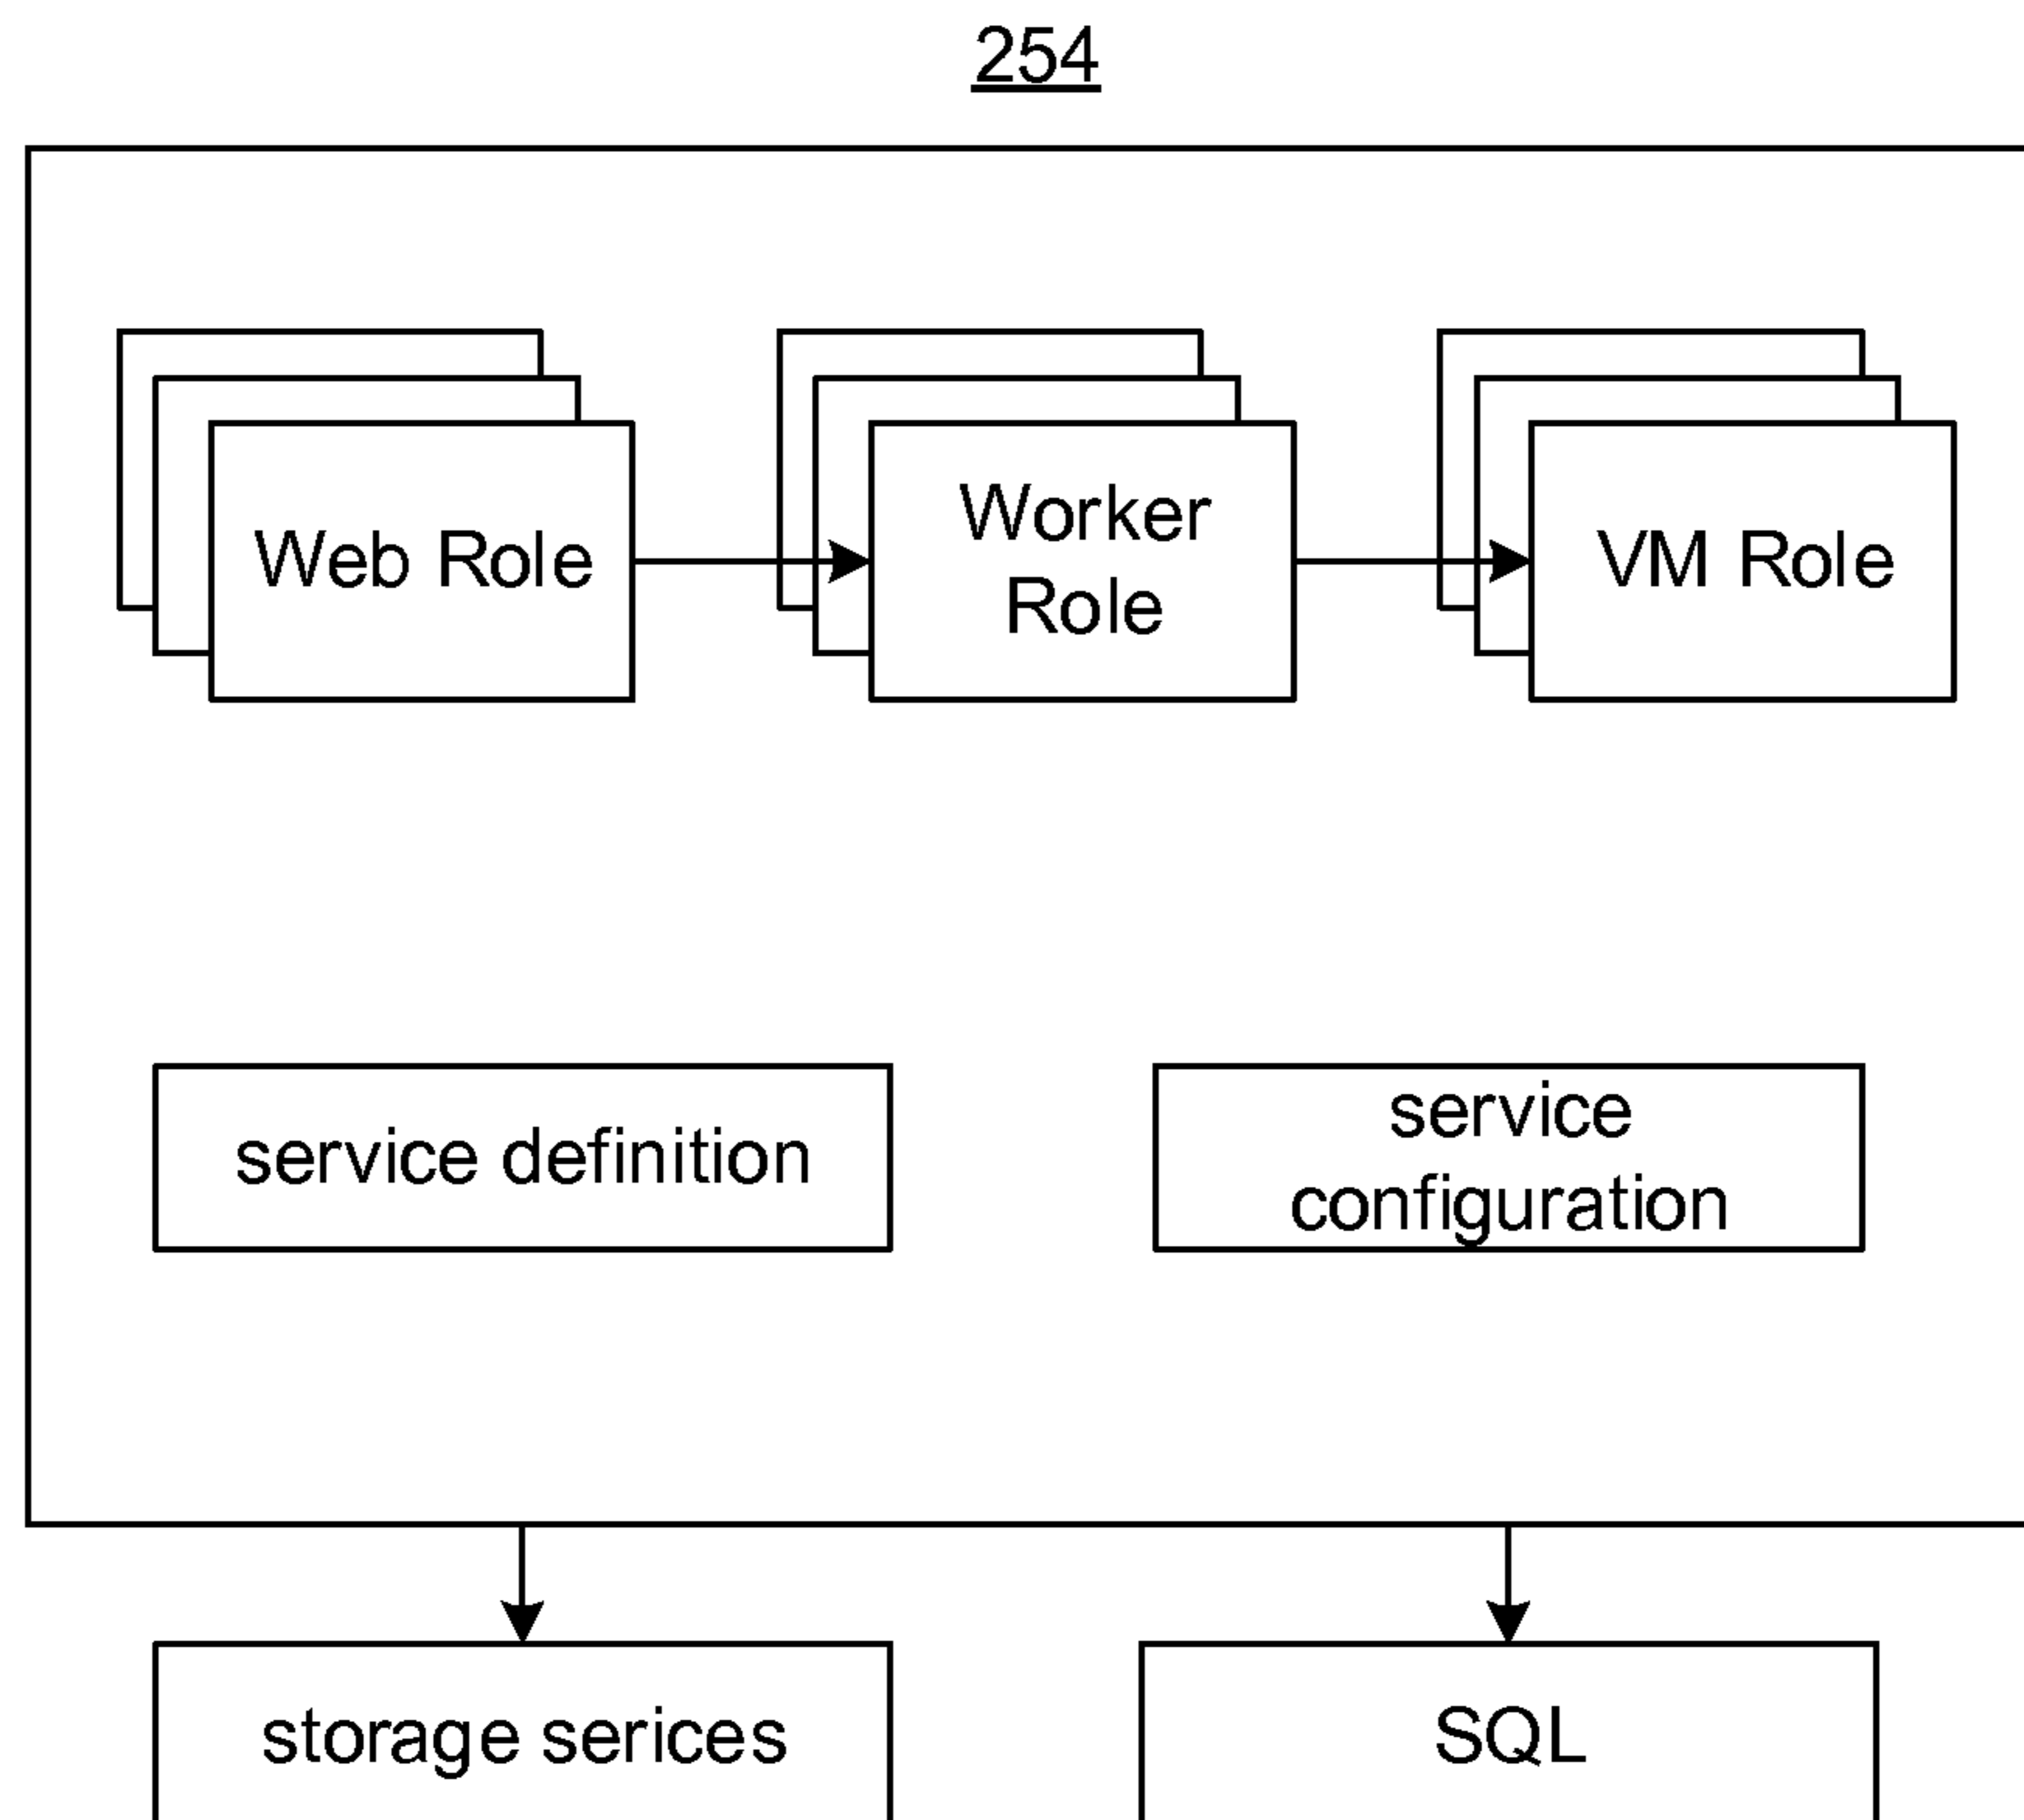 254
Web Role
Worker
Role
VM Role
service definition
service
configuration
storage serices
SQL